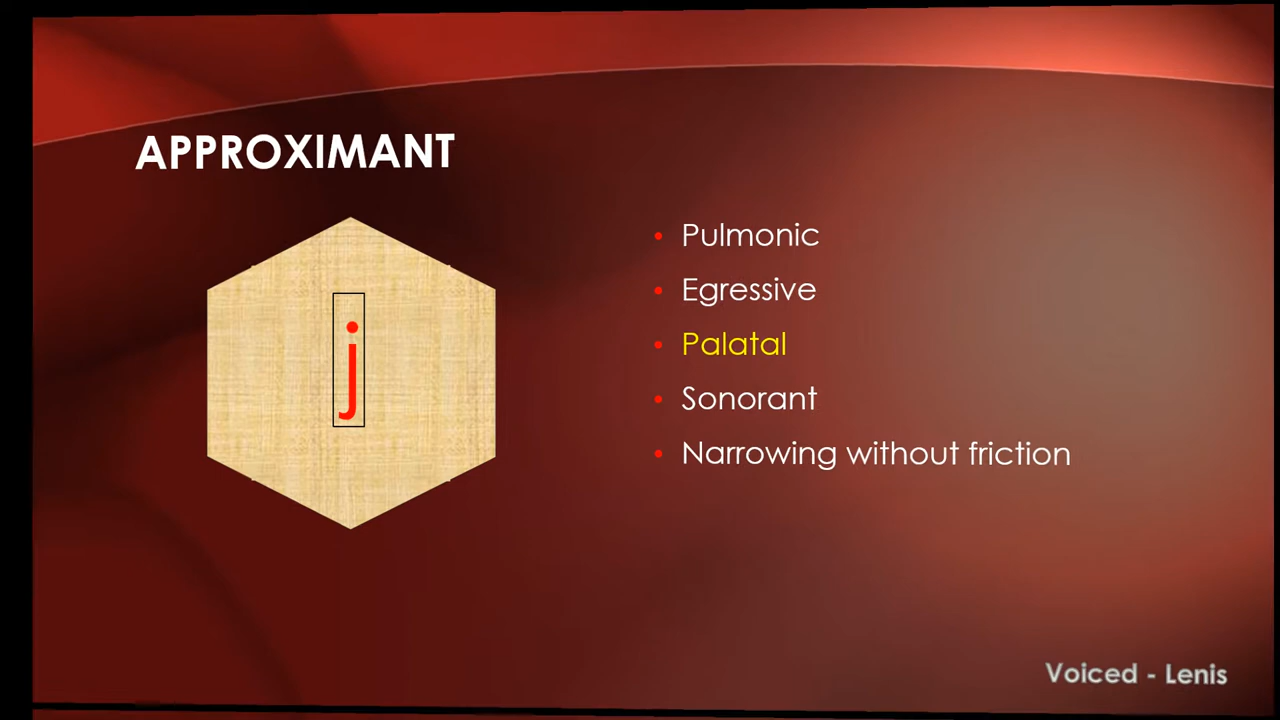 APPROXIMANT
j
• Pulmonic
• Egressive
• Palatal
• Sonorant
• Narrowing without friction
Voiced - Lenis